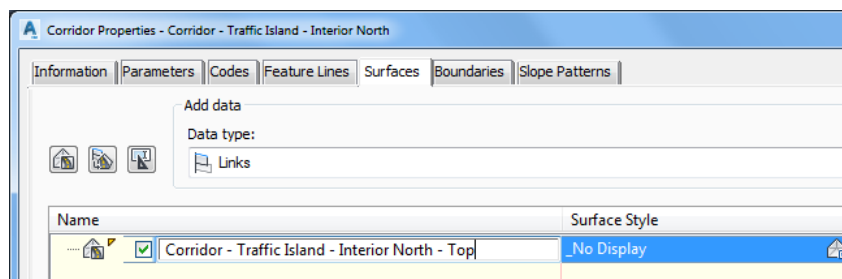 Corridor Properties - Corridor - Traffic Island - Interior North
Information Parameters Codes Feature Lines Surfaces Boundaries Slope Patterns
Add data
Data type:
Links
Name Surface Style
Corridor - Traffic Island - Interior North - Top _No Display